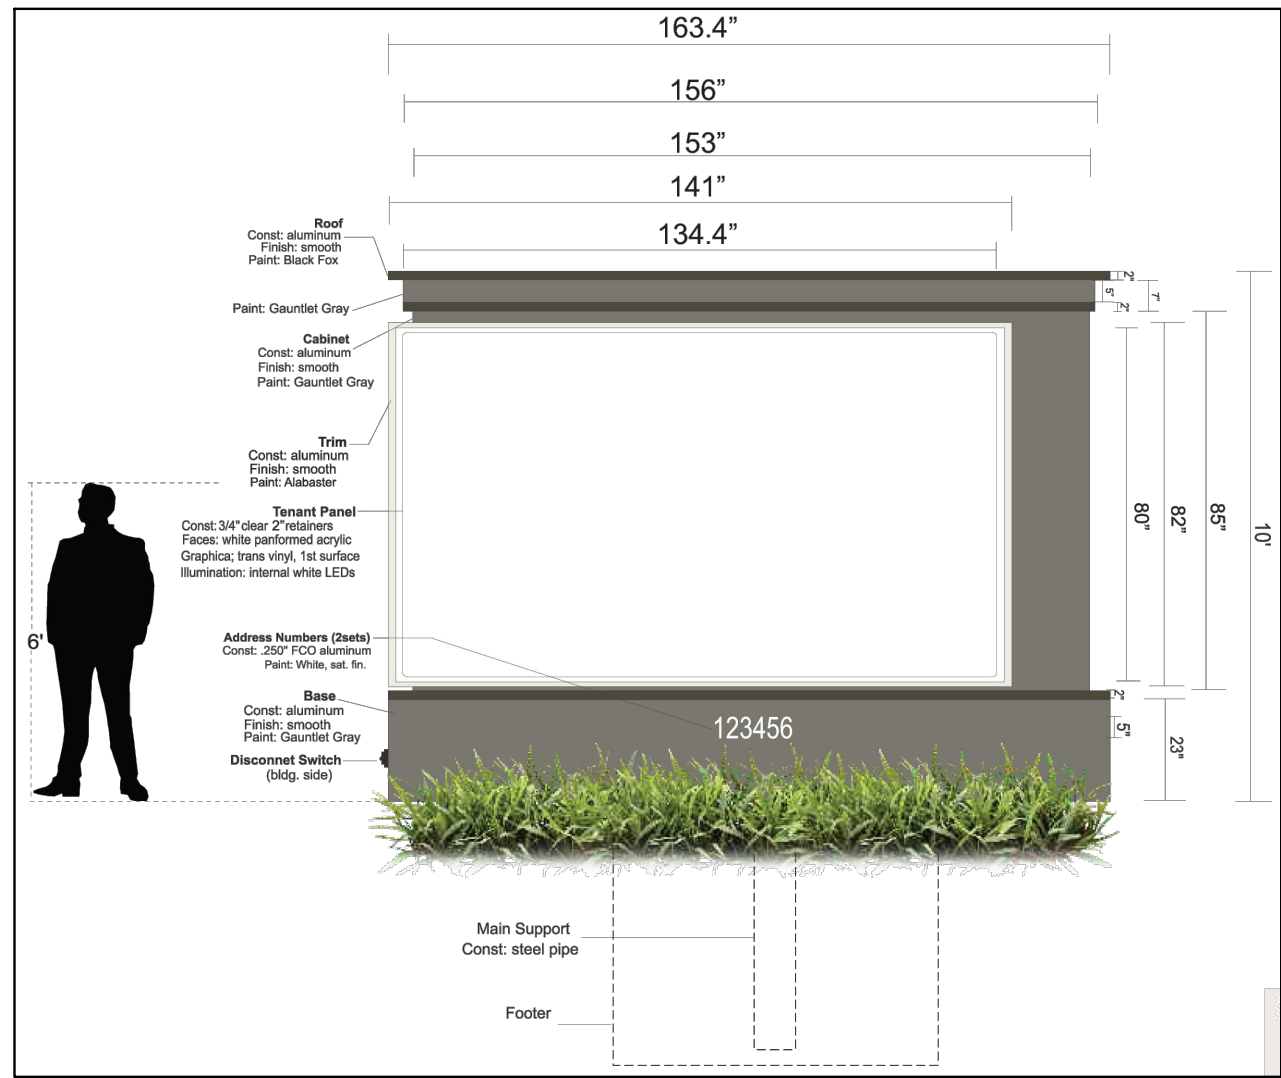 163.4”
156”
153”
141”
134.4”
Roof
Const: aluminum
Finish: smooth
Paint: Black Fox
2"
5"
7"
2"
Paint: Gauntlet Gray
Cabinet
Const: aluminum
Finish: smooth
Paint: Gauntlet Gray
Trim
Const: aluminum
Finish: smooth
Paint: Alabaster
Tenant Panel
Const: 3/4" clear 2” retainers
Faces: white panformed acrylic
Graphica; trans vinyl, 1st surface
Illumination: internal white LEDs
80”
82”
85”
10'
6'
Address Numbers (2sets)
Const: .250" FCO aluminum
Paint: White, sat. fin.
Base
Const: aluminum
Finish: smooth
Paint: Gauntlet Gray
123456
2"
5"
23"
Disconnet Switch
(bldg. side)
Main Support
Const: steel pipe
Footer